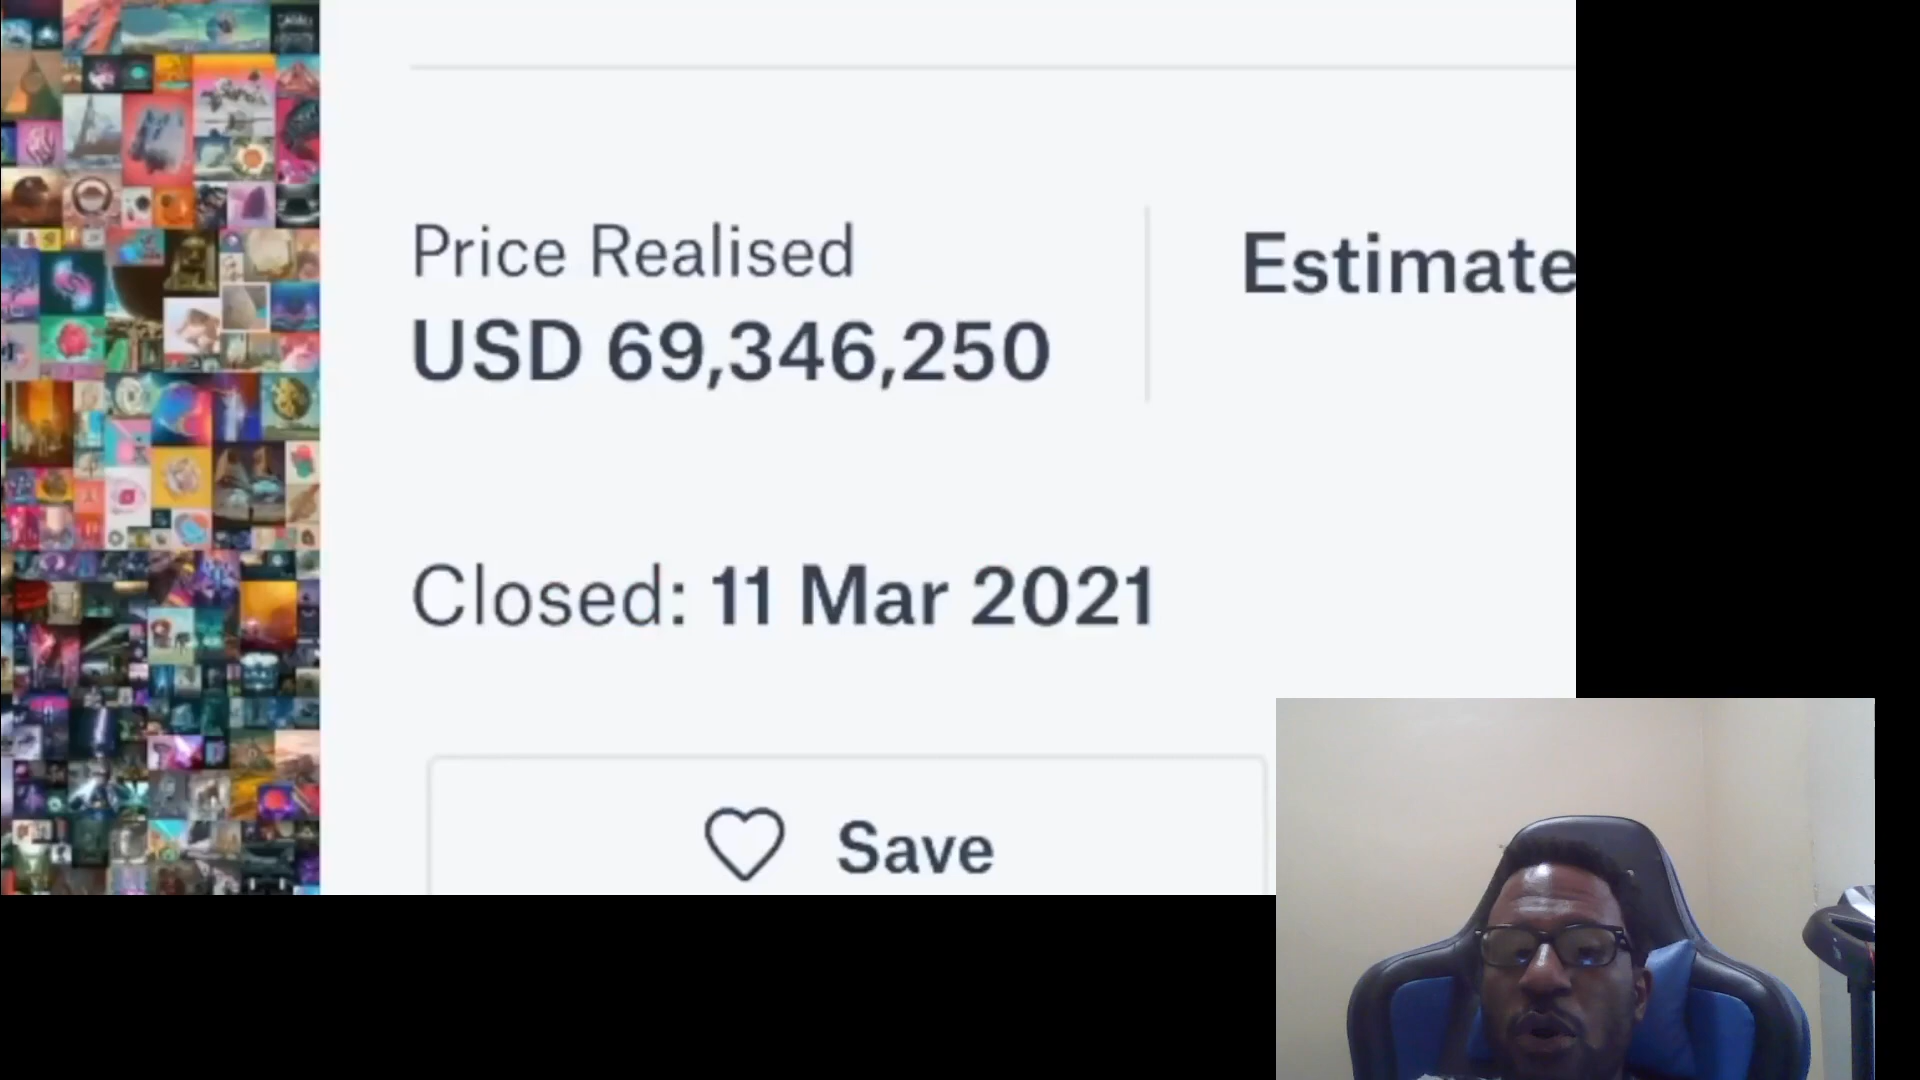 Price Realised
USD 69,346,250
Estimate
Closed: 11 Mar 2021
Save